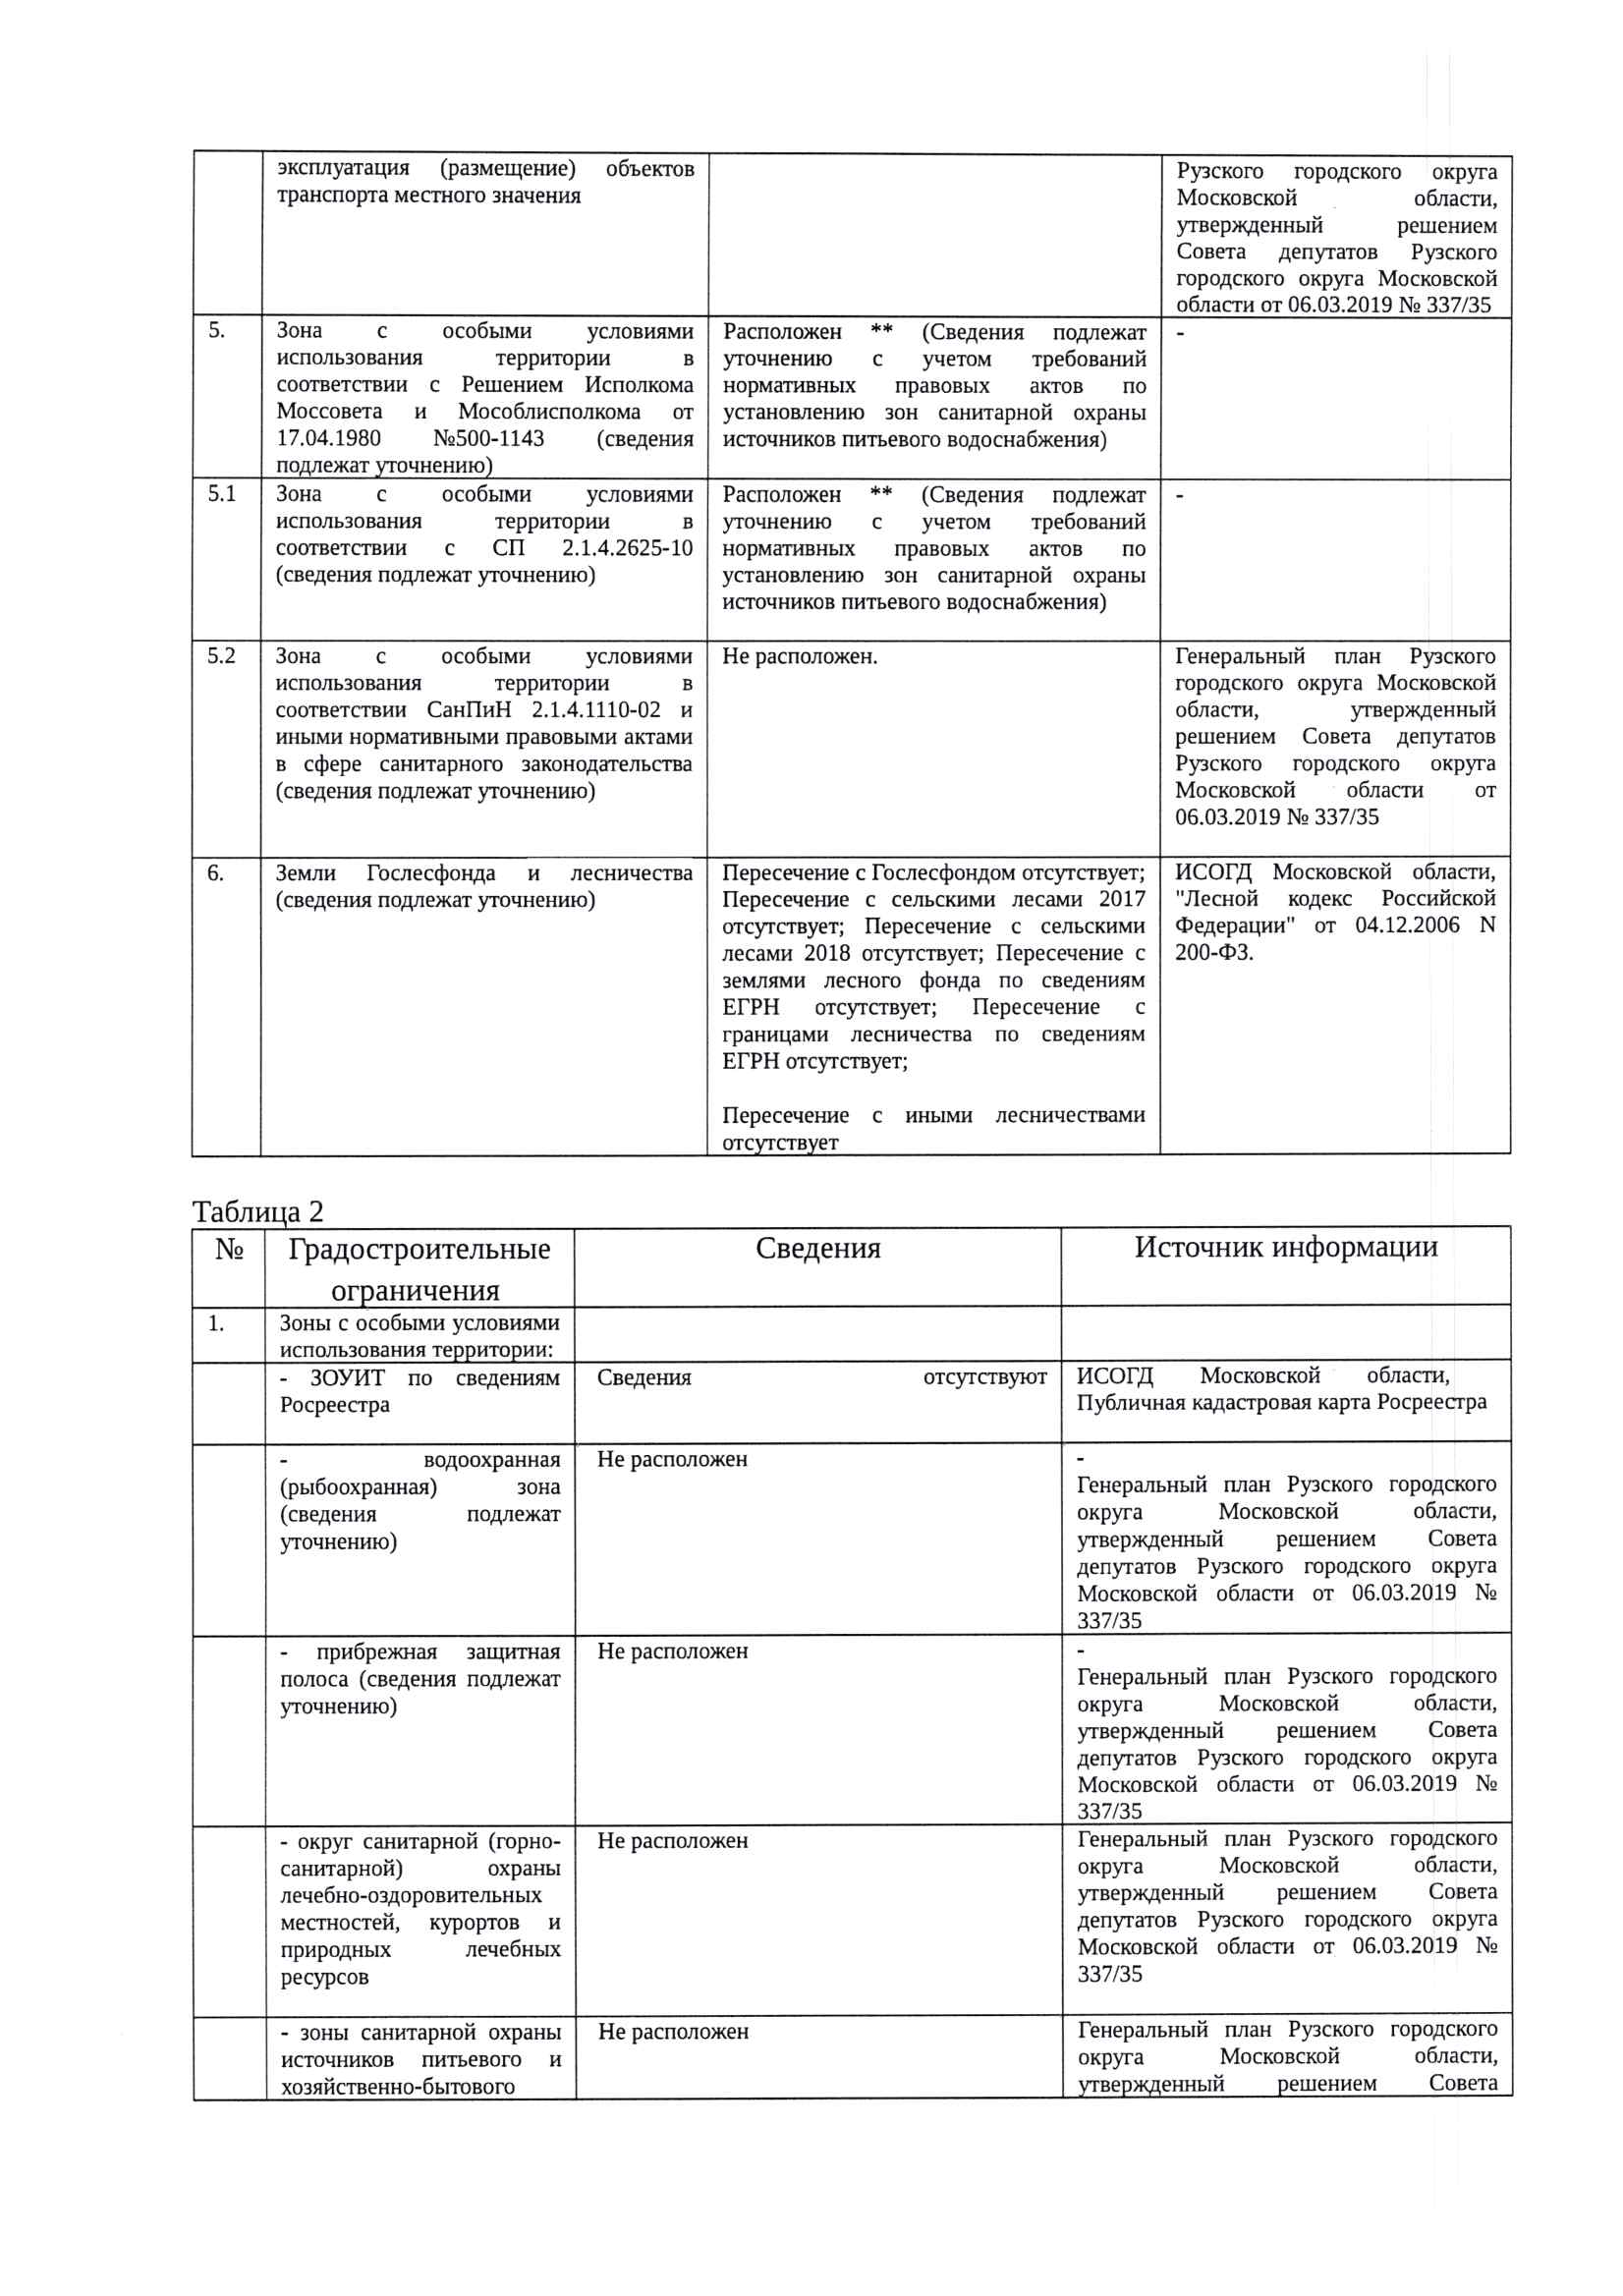 эксплуатация (размещение) объектов
транспорта местного значения
Рузского городского округа
Московской области,
утвержденный решением
Совета депутатов Рузского
городского округа Московской
области от 06.03.2019 № 337/35
5.
Зона с особыми условиями
использования территории в
соответствии с Решением Исполкома
Моссовета и Мособлисполкома от
17.04.1980 №500-1143 (сведения
подлежат уточнению)
Расположен ** (Сведения подлежат
уточнению с учетом требований
нормативных правовых актов по
установлению зон санитарной охраны
источников питьевого водоснабжения)
-
5.1
Зона с особыми условиями
использования территории в
соответствии с СП 2.1.4.2625-10
(сведения подлежат уточнению)
Расположен ** (Сведения подлежат
уточнению с учетом требований
нормативных правовых актов по
установлению зон санитарной охраны
источников питьевого водоснабжения)
-
5.2
Зона с особыми условиями
использования территории в
соответствии СанПиН 2.1.4.1110-02 и
иными нормативными правовыми актами
в сфере санитарного законодательства
(сведения подлежат уточнению)
Не расположен.
Генеральный план Рузского
городского округа Московской
области, утвержденный
решением Совета депутатов
Рузского городского округа
Московской области от
06.03.2019 № 337/35
6.
Земли Гослесфонда и лесничества
(сведения подлежат уточнению)
Пересечение с Гослесфондом отсутствует;
Пересечение с сельскими лесами 2017
отсутствует; Пересечение с сельскими
лесами 2018 отсутствует; Пересечение с
землями лесного фонда по сведениям
ЕГРН отсутствует; Пересечение с
границами лесничества по сведениям
ЕГРН отсутствует;
Пересечение с иными лесничествами
отсутствует
ИСОГД Московской области,
"Лесной кодекс Российской
Федерации" от 04.12.2006 N
200-ФЗ.
Таблица 2
№
Градостроительные
ограничения
Сведения
Источник информации
1.
Зоны с особыми условиями
использования территории:
- ЗОУИТ по сведениям
Росреестра
Сведения отсутствуют
ИСОГД Московской области,
Публичная кадастровая карта Росреестра
- водоохранная
(рыбоохранная) зона
(сведения подлежат
уточнению)
Не расположен
-
Генеральный план Рузского городского
округа Московской области,
утвержденный решением Совета
депутатов Рузского городского округа
Московской области от 06.03.2019 №
337/35
- прибрежная защитная
полоса (сведения подлежат
уточнению)
Не расположен
-
Генеральный план Рузского городского
округа Московской области,
утвержденный решением Совета
депутатов Рузского городского округа
Московской области от 06.03.2019 №
337/35
- округ санитарной (горно-
санитарной) охраны
лечебно-оздоровительных
местностей, курортов и
природных лечебных
ресурсов
Не расположен
Генеральный план Рузского городского
округа Московской области,
утвержденный решением Совета
депутатов Рузского городского округа
Московской области от 06.03.2019 №
337/35
- зоны санитарной охраны
источников питьевого и
хозяйственно-бытового
Не расположен
Генеральный план Рузского городского
округа Московской области,
утвержденный решением Совета